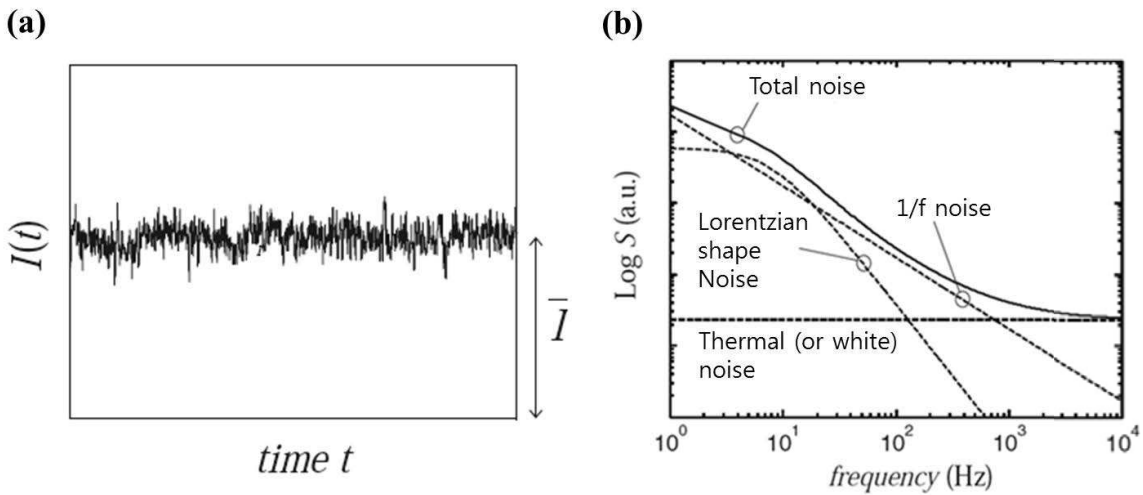 (a)
I(t)
time t
I
(b)
Total noise
1/f noise
Lorentzian
shape
Noise
Thermal (or white)
noise
Log S (a.u.)
10⁰
10¹
10²
10³
10⁴
frequency (Hz)